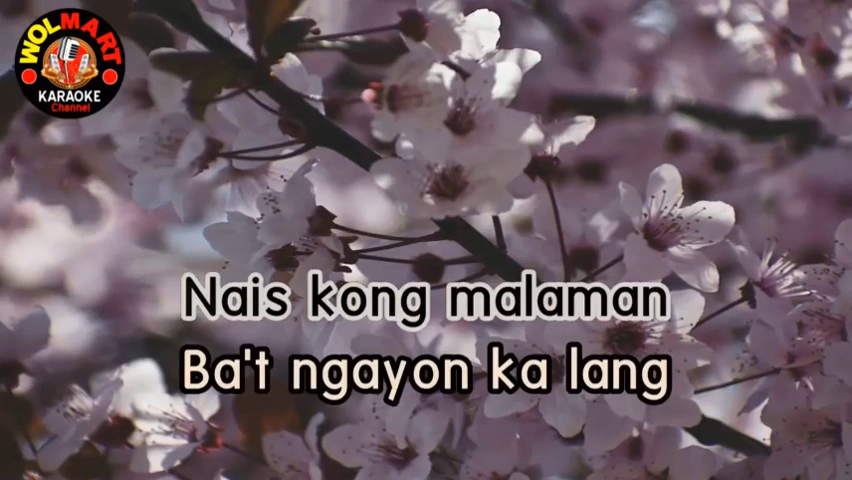 WOLMART
KARAOKE
Channel
Nais kong malaman
Ba't ngayon ka lang